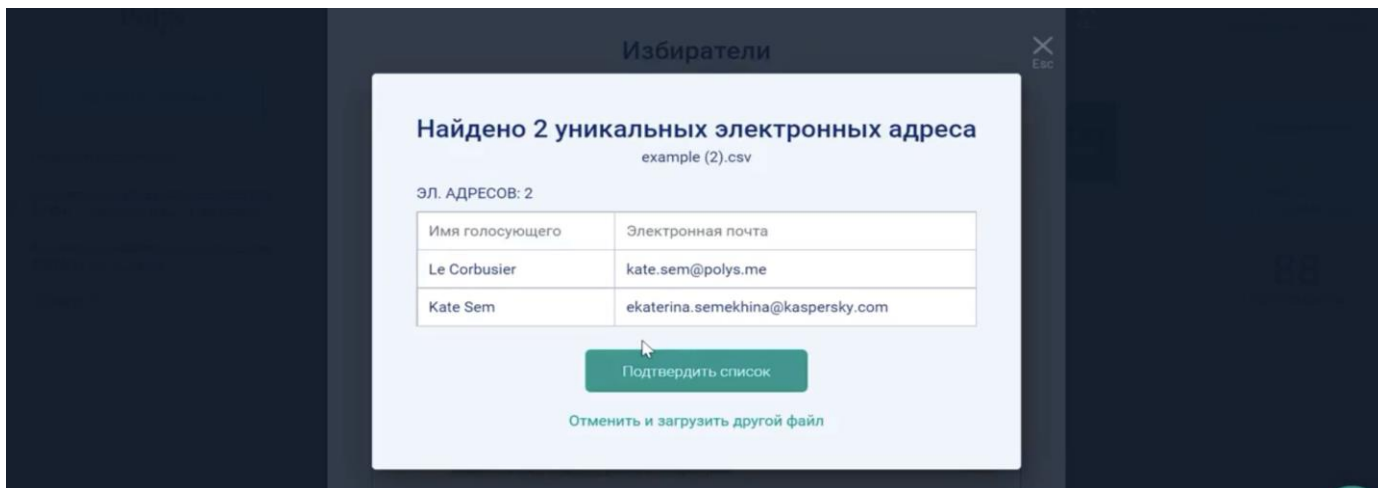 Избиратели
Esc
Найдено 2 уникальных электронных адреса
example (2).csv
ЭЛ. АДРЕСОВ: 2
Имя голосующего Электронная почта
Le Corbusier kate.sem@polys.me
Kate Sem ekaterina.semekhina@kaspersky.com
Подтвердить список
Отменить и загрузить другой файл